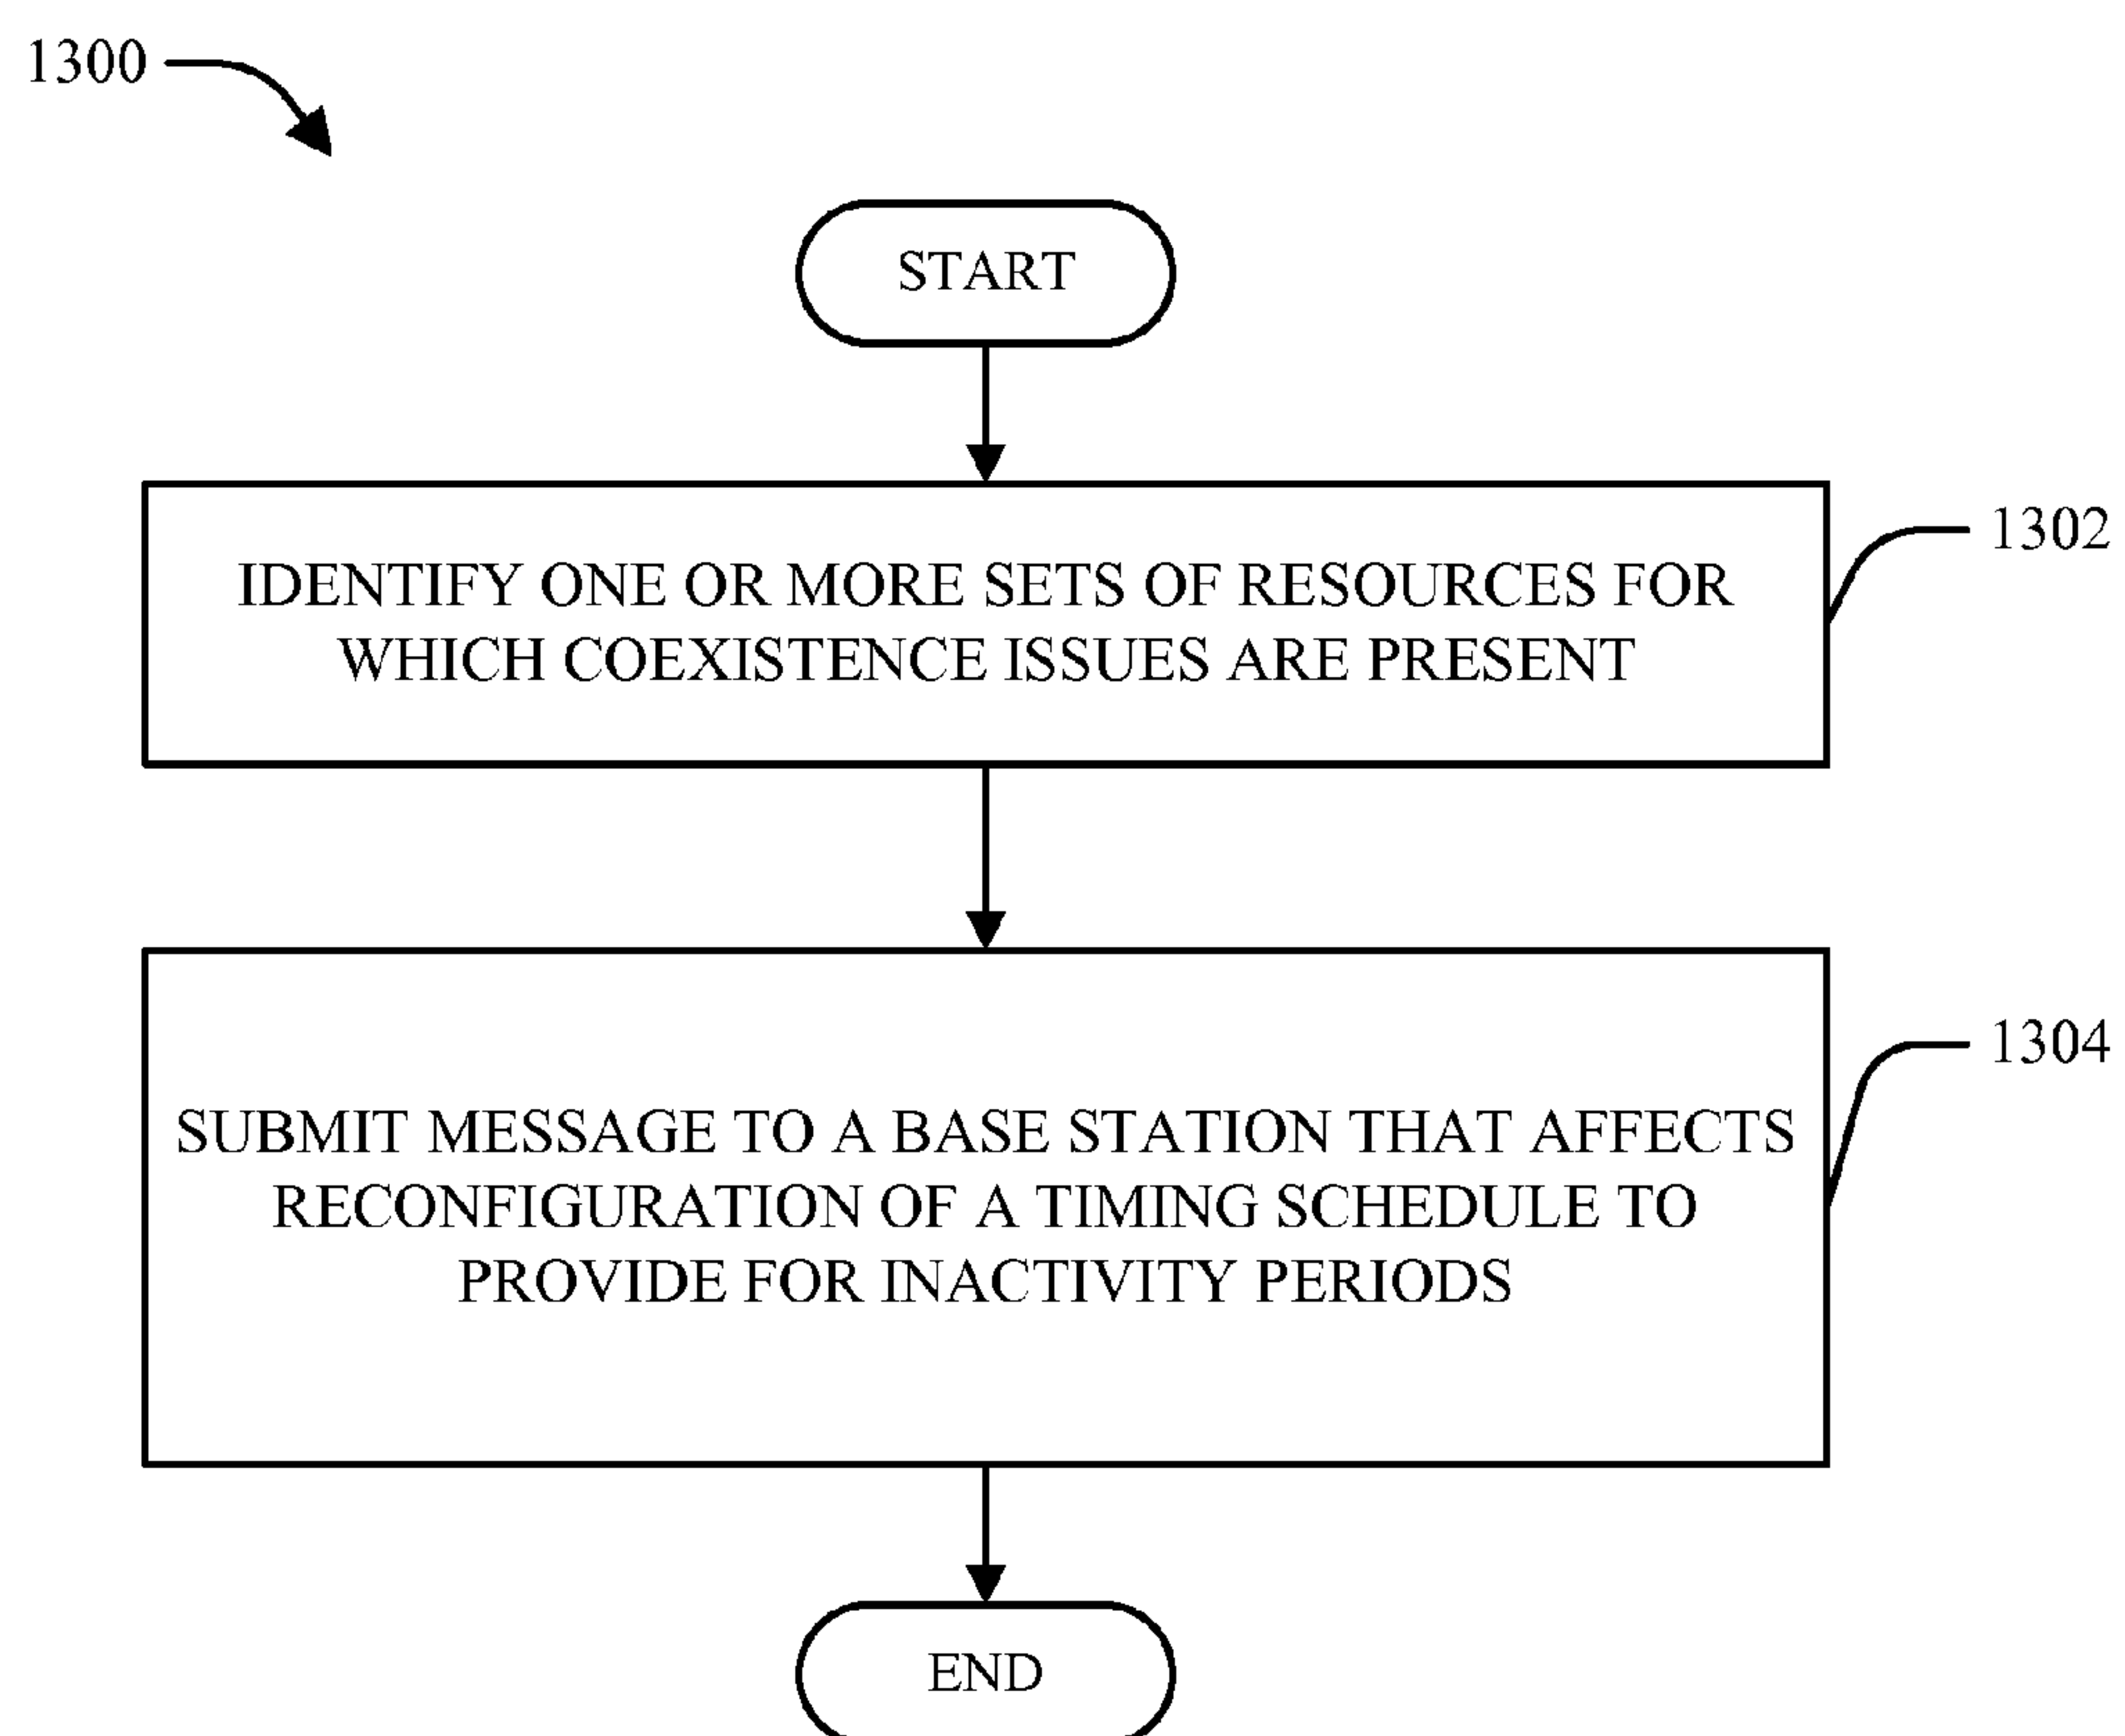 1300
START
IDENTIFY ONE OR MORE SETS OF RESOURCES FOR
WHICH COEXISTENCE ISSUES ARE PRESENT
1302
SUBMIT MESSAGE TO A BASE STATION THAT AFFECTS
RECONFIGURATION OF A TIMING SCHEDULE TO
PROVIDE FOR INACTIVITY PERIODS
1304
END